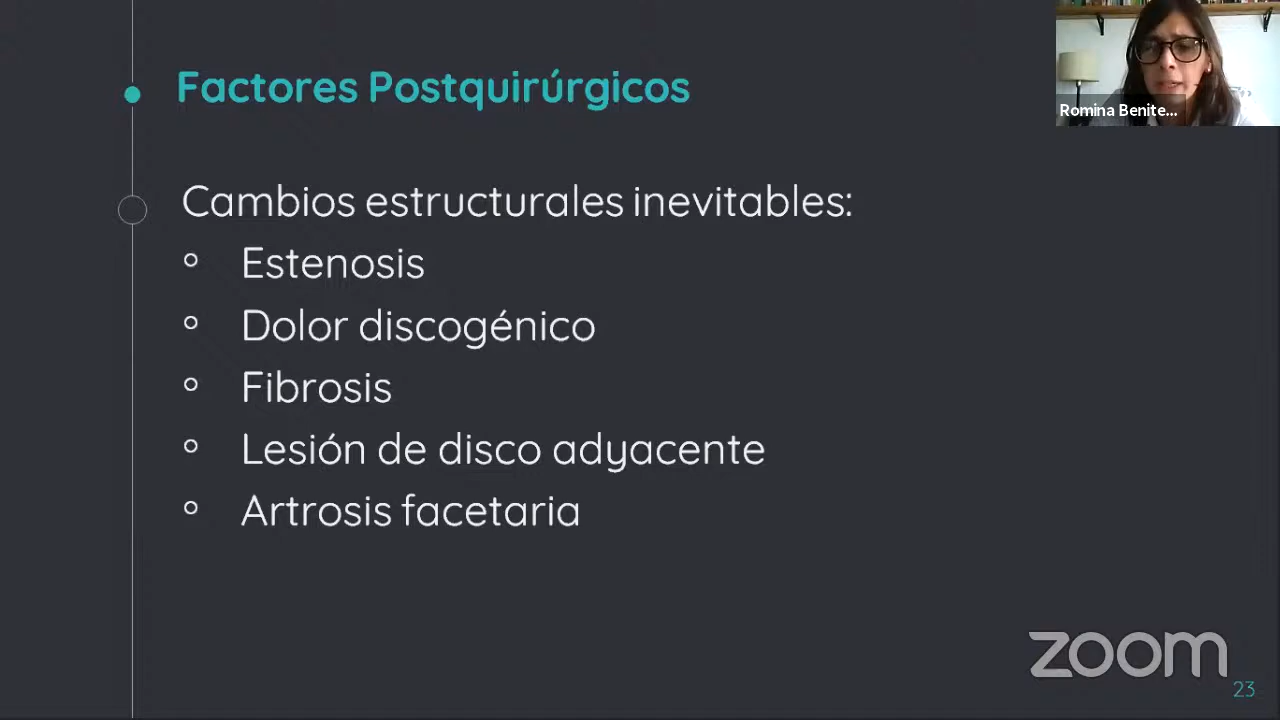 Factores Postquirúrgicos
Romina Benite...
Cambios estructurales inevitables:
Estenosis
Dolor discogénico
Fibrosis
Lesión de disco adyacente
Artrosis facetaria
zoom
23